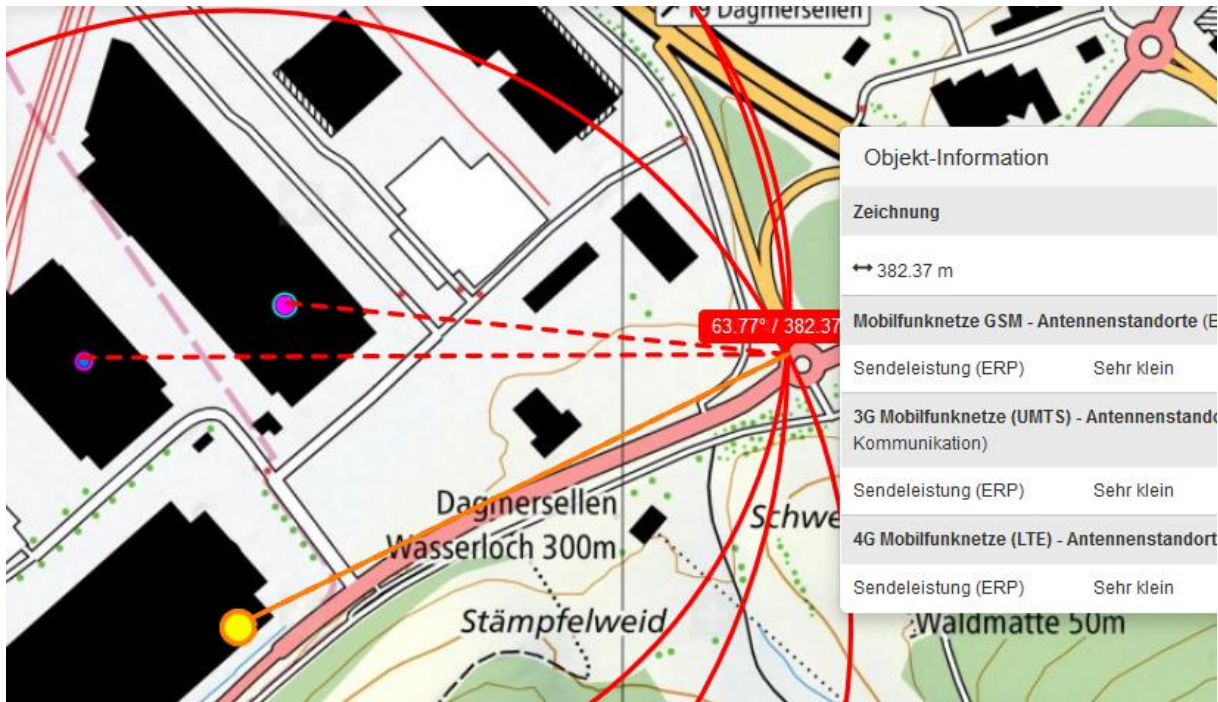 19 Dagmersellen
Objekt-Information
Zeichnung
↔ 382.37 m
63.77° / 382.37
Mobilfunknetze GSM - Antennenstandorte (B
Sendeleistung (ERP) Sehr klein
3G Mobilfunknetze (UMTS) - Antennenstando
Kommunikation)
Sendeleistung (ERP) Sehr klein
4G Mobilfunknetze (LTE) - Antennenstandort
Sendeleistung (ERP) Sehr klein
Dagmersellen
Wasserloch 300m
Schwe
Stämpfelweid
Waldmatte 50m